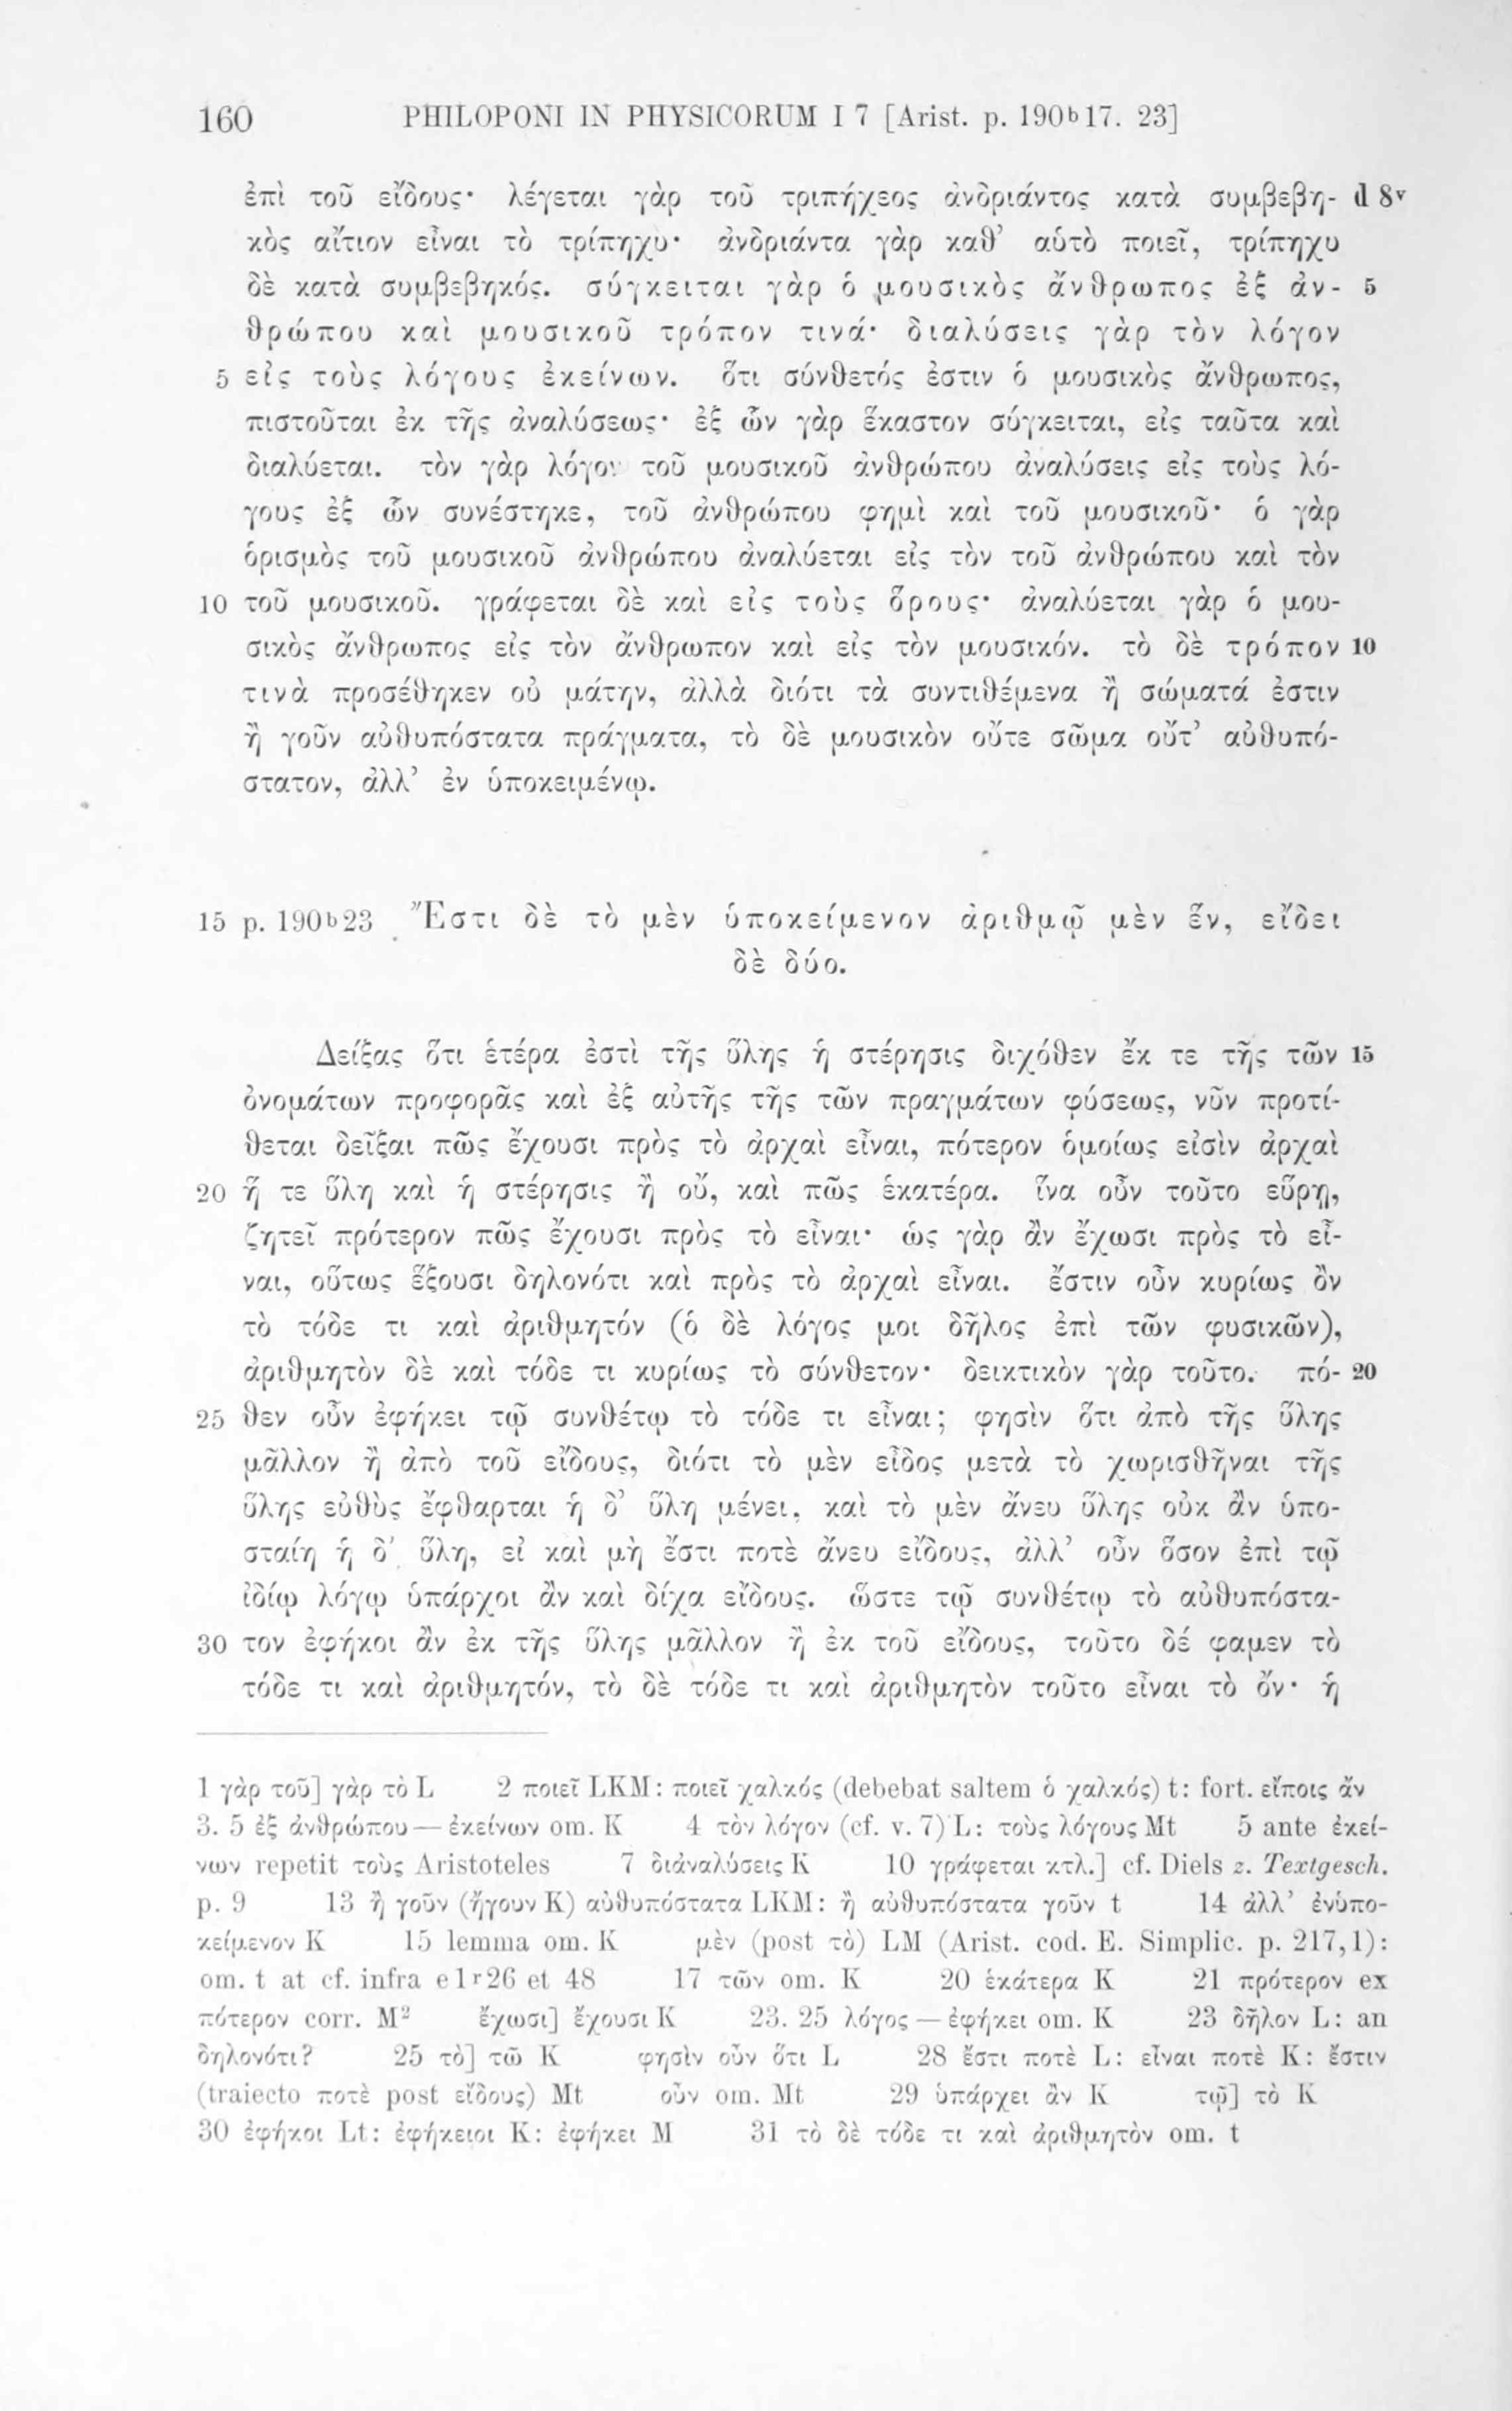 160 PHILOPONI IN PHYSICORUM I 7 [Arist. p. 190b17. 23]
ἐπὶ τοῦ εἴδους· λέγεται γὰρ τοῦ τριπήχεος ἀνδριάντος κατὰ συμβεβη- d 8v
κὸς αἴτιον εἶναι τὸ τρίπηχυ· ἀνδριάντα γὰρ καθ' αὑτὸ ποιεῖ, τρίπηχυ
δὲ κατὰ συμβεβηκός. σύγκειται γὰρ ὁ μουσικὸς ἄνθρωπος ἐξ ἀν- 5
θρώπου καὶ μουσικοῦ τρόπον τινά· διαλύσεις γὰρ τὸν λόγον
5 εἰς τοὺς λόγους ἐκείνων. ὅτι σύνθετός ἐστιν ὁ μουσικὸς ἄνθρωπος,
πιστοῦται ἐκ τῆς ἀναλύσεως· ἐξ ὧν γὰρ ἕκαστον σύγκειται, εἰς ταῦτα καὶ
διαλύεται. τὸν γὰρ λόγον τοῦ μουσικοῦ ἀνθρώπου ἀναλύσεις εἰς τοὺς λό-
γους ἐξ ὧν συνέστηκε, τοῦ ἀνθρώπου φημὶ καὶ τοῦ μουσικοῦ· ὁ γὰρ
ὁρισμὸς τοῦ μουσικοῦ ἀνθρώπου ἀναλύεται εἰς τὸν τοῦ ἀνθρώπου καὶ τὸν
10 τοῦ μουσικοῦ. γράφεται δὲ καὶ εἰς τοὺς ὅρους· ἀναλύεται γὰρ ὁ μου-
σικὸς ἄνθρωπος εἰς τὸν ἄνθρωπον καὶ εἰς τὸν μουσικόν. τὸ δὲ τρόπον 10
τινὰ προσέθηκεν οὐ μάτην, ἀλλὰ διότι τὰ συντιθέμενα ἢ σώματά ἐστιν
ἢ γοῦν αὐθυπόστατα πράγματα, τὸ δὲ μουσικὸν οὔτε σῶμα οὔτ' αὐθυπό-
στατον, ἀλλ' ἐν ὑποκειμένῳ.
15 p. 190b23 Ἔστι δὲ τὸ μὲν ὑποκείμενον ἀριθμῷ μὲν ἕν, εἴδει
δὲ δύο.
Δείξας ὅτι ἑτέρα ἐστὶ τῆς ὕλης ἡ στέρησις διχόθεν ἔκ τε τῆς τῶν 15
ὀνομάτων προφορᾶς καὶ ἐξ αὐτῆς τῆς τῶν πραγμάτων φύσεως, νῦν προτί-
θεται δεῖξαι πῶς ἔχουσι πρὸς τὸ ἀρχαὶ εἶναι, πότερον ὁμοίως εἰσὶν ἀρχαὶ
20 ἥ τε ὕλη καὶ ἡ στέρησις ἢ οὔ, καὶ πῶς ἑκατέρα. ἵνα οὖν τοῦτο εὕρῃ,
ζητεῖ πρότερον πῶς ἔχουσι πρὸς τὸ εἶναι· ὡς γὰρ ἂν ἔχωσι πρὸς τὸ εἶ-
ναι, οὕτως ἕξουσι δηλονότι καὶ πρὸς τὸ ἀρχαὶ εἶναι. ἔστιν οὖν κυρίως ὂν
τὸ τόδε τι καὶ ἀριθμητόν (ὁ δὲ λόγος μοι δῆλος ἐπὶ τῶν φυσικῶν),
ἀριθμητὸν δὲ καὶ τόδε τι κυρίως τὸ σύνθετον· δεικτικὸν γὰρ τοῦτο. πό- 20
25 θεν οὖν ἐφήκει τῷ συνθέτῳ τὸ τόδε τι εἶναι; φησὶν ὅτι ἀπὸ τῆς ὕλης
μᾶλλον ἢ ἀπὸ τοῦ εἴδους, διότι τὸ μὲν εἶδος μετὰ τὸ χωρισθῆναι τῆς
ὕλης εὐθὺς ἔφθαρται ἡ δ' ὕλη μένει, καὶ τὸ μὲν ἄνευ ὕλης οὐκ ἂν ὑπο-
σταίη ἡ δ' ὕλη, εἰ καὶ μὴ ἔστι ποτὲ ἄνευ εἴδους, ἀλλ' οὖν ὅσον ἐπὶ τῷ
ἰδίῳ λόγῳ ὑπάρχοι ἂν καὶ δίχα εἴδους. ὥστε τῷ συνθέτῳ τὸ αὐθυπόστα-
30 τον ἐφήκοι ἂν ἐκ τῆς ὕλης μᾶλλον ἢ ἐκ τοῦ εἴδους, τοῦτο δέ φαμεν τὸ
τόδε τι καὶ ἀριθμητόν, τὸ δὲ τόδε τι καὶ ἀριθμητὸν τοῦτο εἶναι τὸ ὄν· ἡ
1 γὰρ τοῦ] γὰρ τὸ L 2 ποιεῖ LKM: ποιεῖ χαλκός (debebat saltem ὁ χαλκός) t: fort. εἴποις ἄν
3. 5 ἐξ ἀνθρώπου — ἐκείνων om. K 4 τὸν λόγον (cf. v. 7) L: τοὺς λόγους Mt 5 ante ἐκεί-
νων repetit τοὺς Aristoteles 7 διὰναλύσεις K 10 γράφεται κτλ.] cf. Diels z. Textgesch.
p. 9 13 ἢ γοῦν (ἤγουν K) αὐθυπόστατα LKM: ἢ αὐθυπόστατα γοῦν t 14 ἀλλ' ἐνὑπο-
κείμενον K 15 lemma om. K μὲν (post τὸ) LM (Arist. cod. E. Simplic. p. 217,1):
om. t at cf. infra e1r26 et 48 17 τῶν om. K 20 ἑκάτερα K 21 πρότερον ex
πότερον corr. M2 ἔχωσι] ἔχουσι K 23. 25 λόγος — ἐφήκει om. K 23 δῆλον L: an
δηλονότι? 25 τὸ] τῶ K φησὶν οὖν ὅτι L 28 ἔστι ποτὲ L: εἶναι ποτὲ K: ἔστιν
(traiecto ποτὲ post εἴδους) Mt οὖν om. Mt 29 ὑπάρχει ἂν K τῷ] τὸ K
30 ἐφήκοι Lt: ἐφήκειοι K: ἐφήκει M 31 τὸ δὲ τόδε τι καὶ ἀριθμητὸν om. t